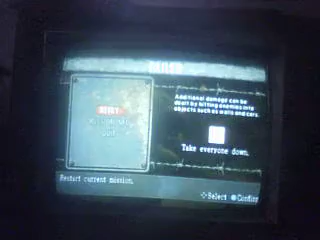 FAILED
RETRY
QUIT
Additional damage can be
dealt by hitting enemies into
objects such as walls and cars.
Take everyone down.
Restart current mission.
Select Confirm